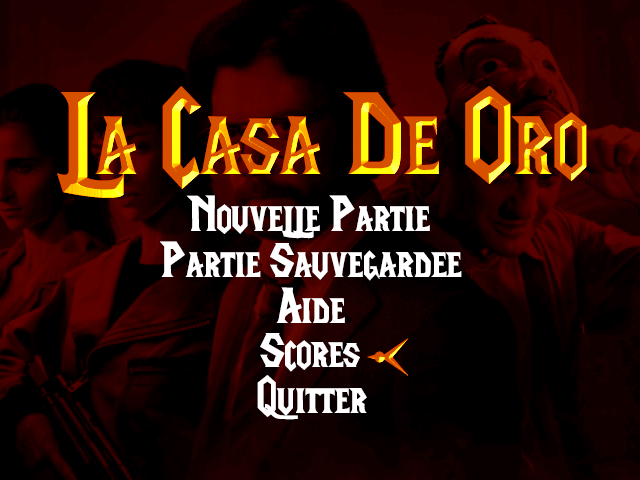 La Casa De Oro
Nouvelle Partie
Partie Sauvegardee
Aide
Scores
Quitter